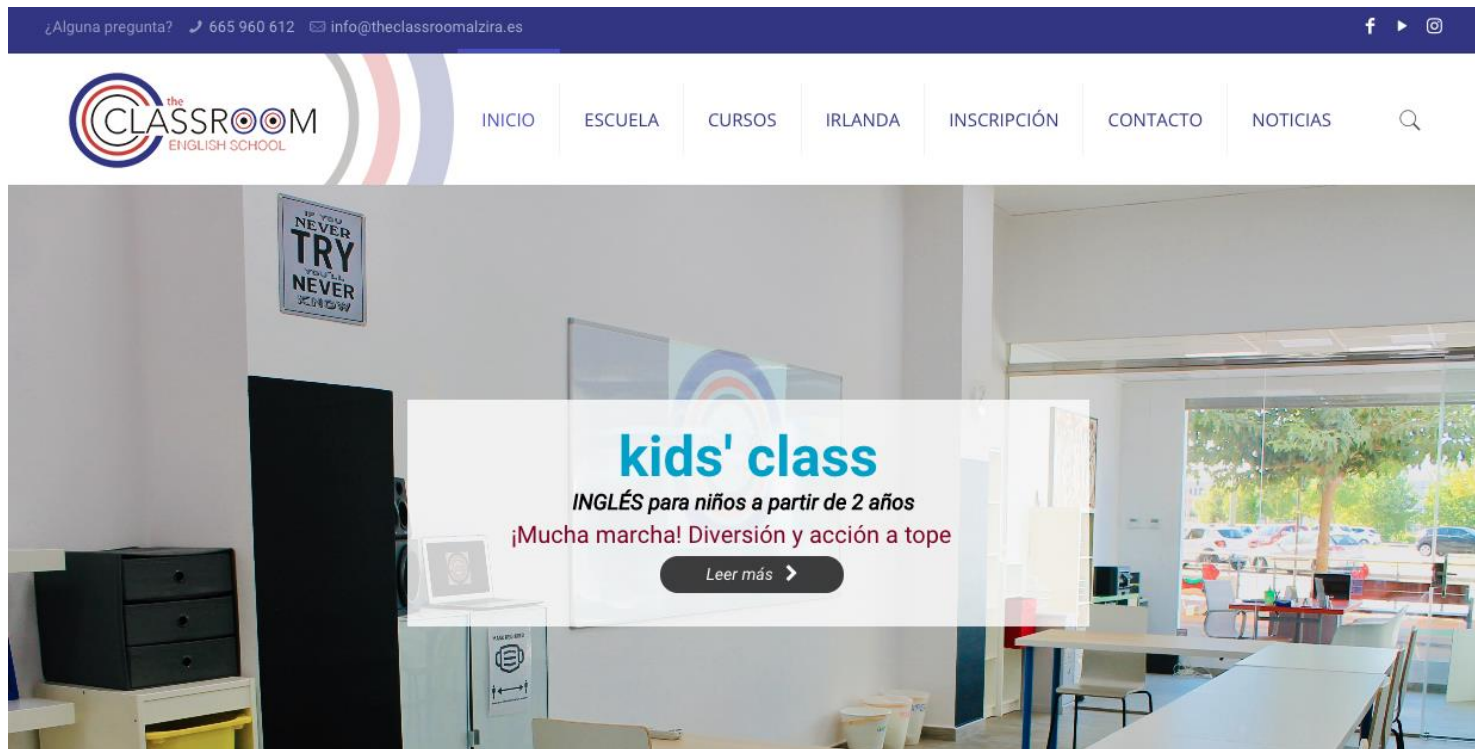 ¿Alguna pregunta? 665 960 612 info@theclassroomalzira.es
the
CLASSROOM
ENGLISH SCHOOL
INICIO ESCUELA CURSOS IRLANDA INSCRIPCIÓN CONTACTO NOTICIAS
IF YOU
NEVER
TRY
YOU'LL
NEVER
KNOW
kids' class
INGLÉS para niños a partir de 2 años
¡Mucha marcha! Diversión y acción a tope
Leer más